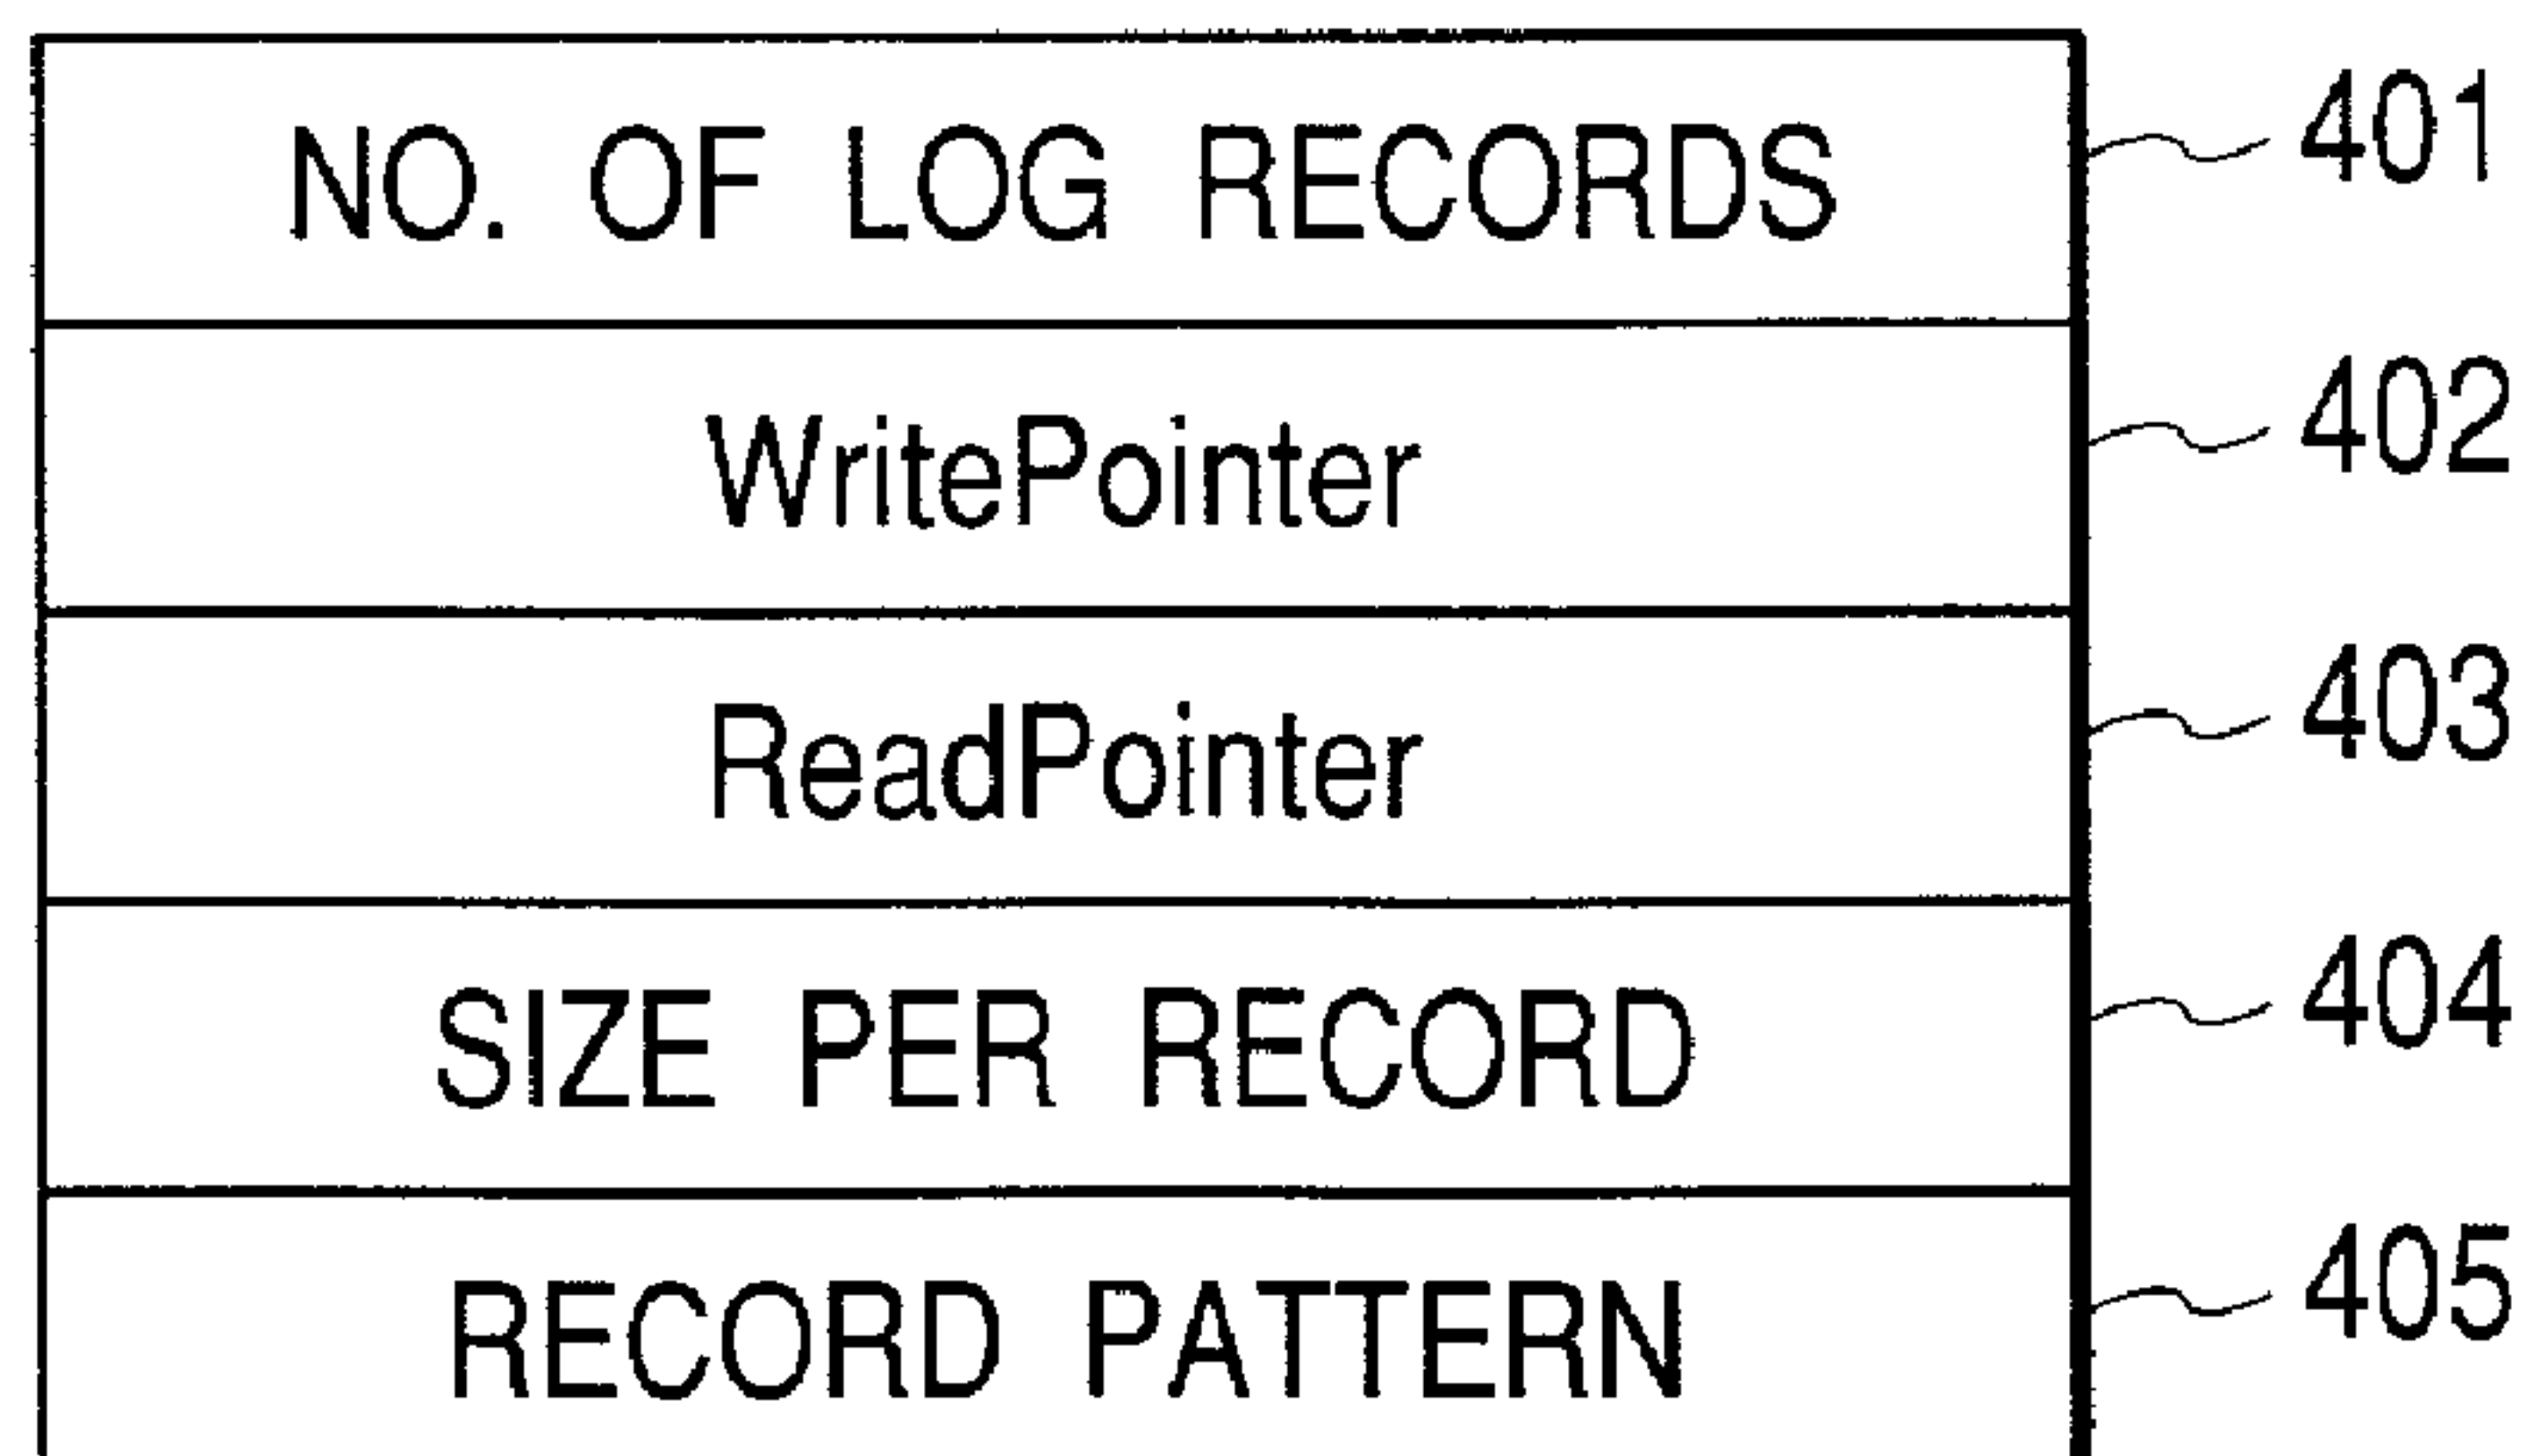 NO. OF LOG RECORDS 401
WritePointer 402
ReadPointer 403
SIZE PER RECORD 404
RECORD PATTERN 405